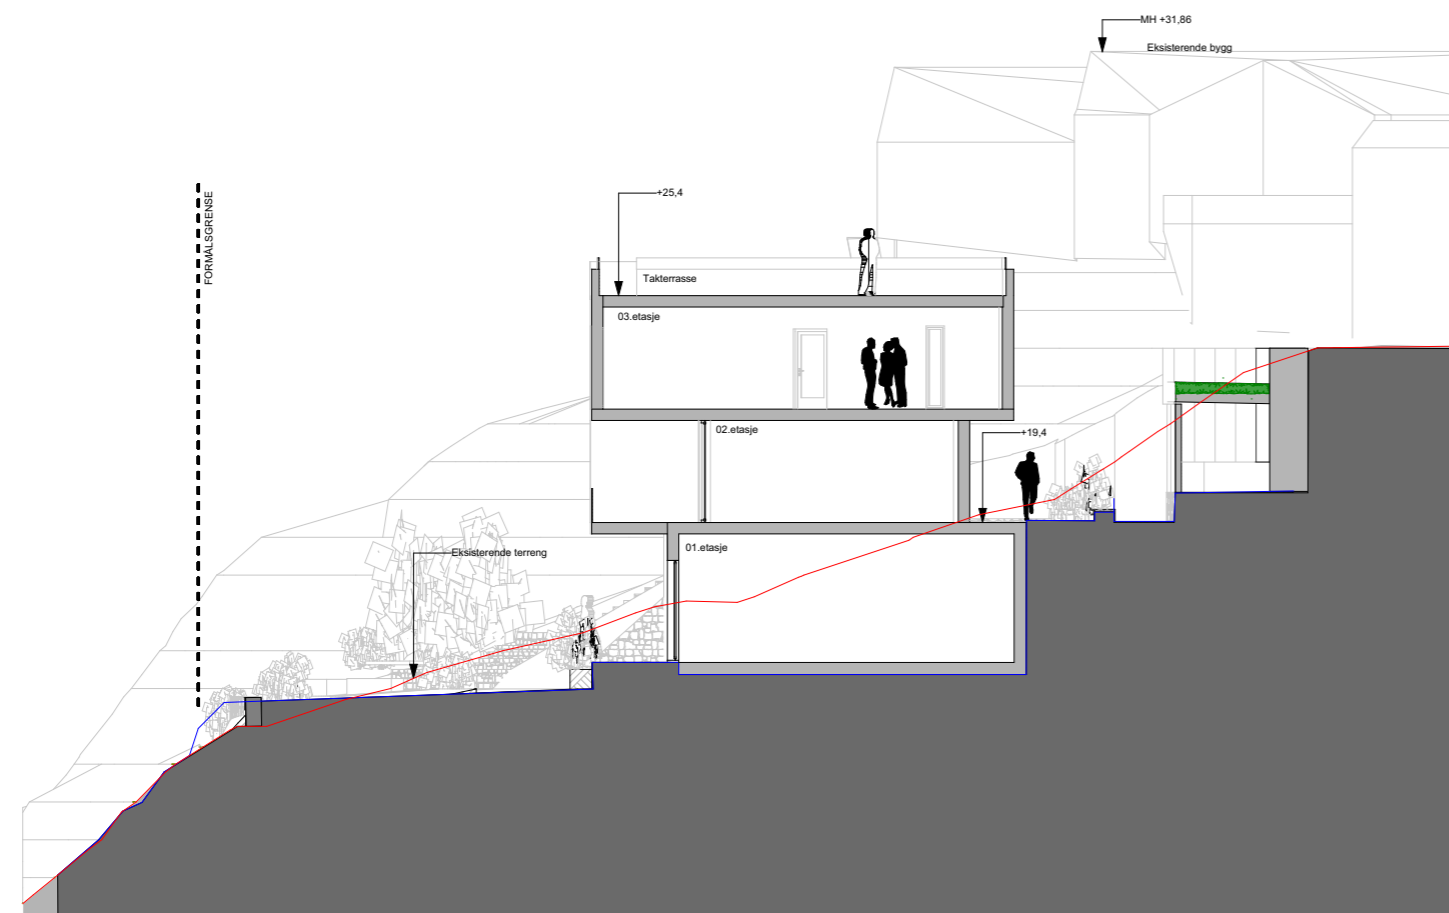 MH +31,86
Eksisterende bygg
FORMÅLSGRENSE
+25,4
Takterrasse
03.etasje
02.etasje
+19,4
01.etasje
Eksisterende terreng